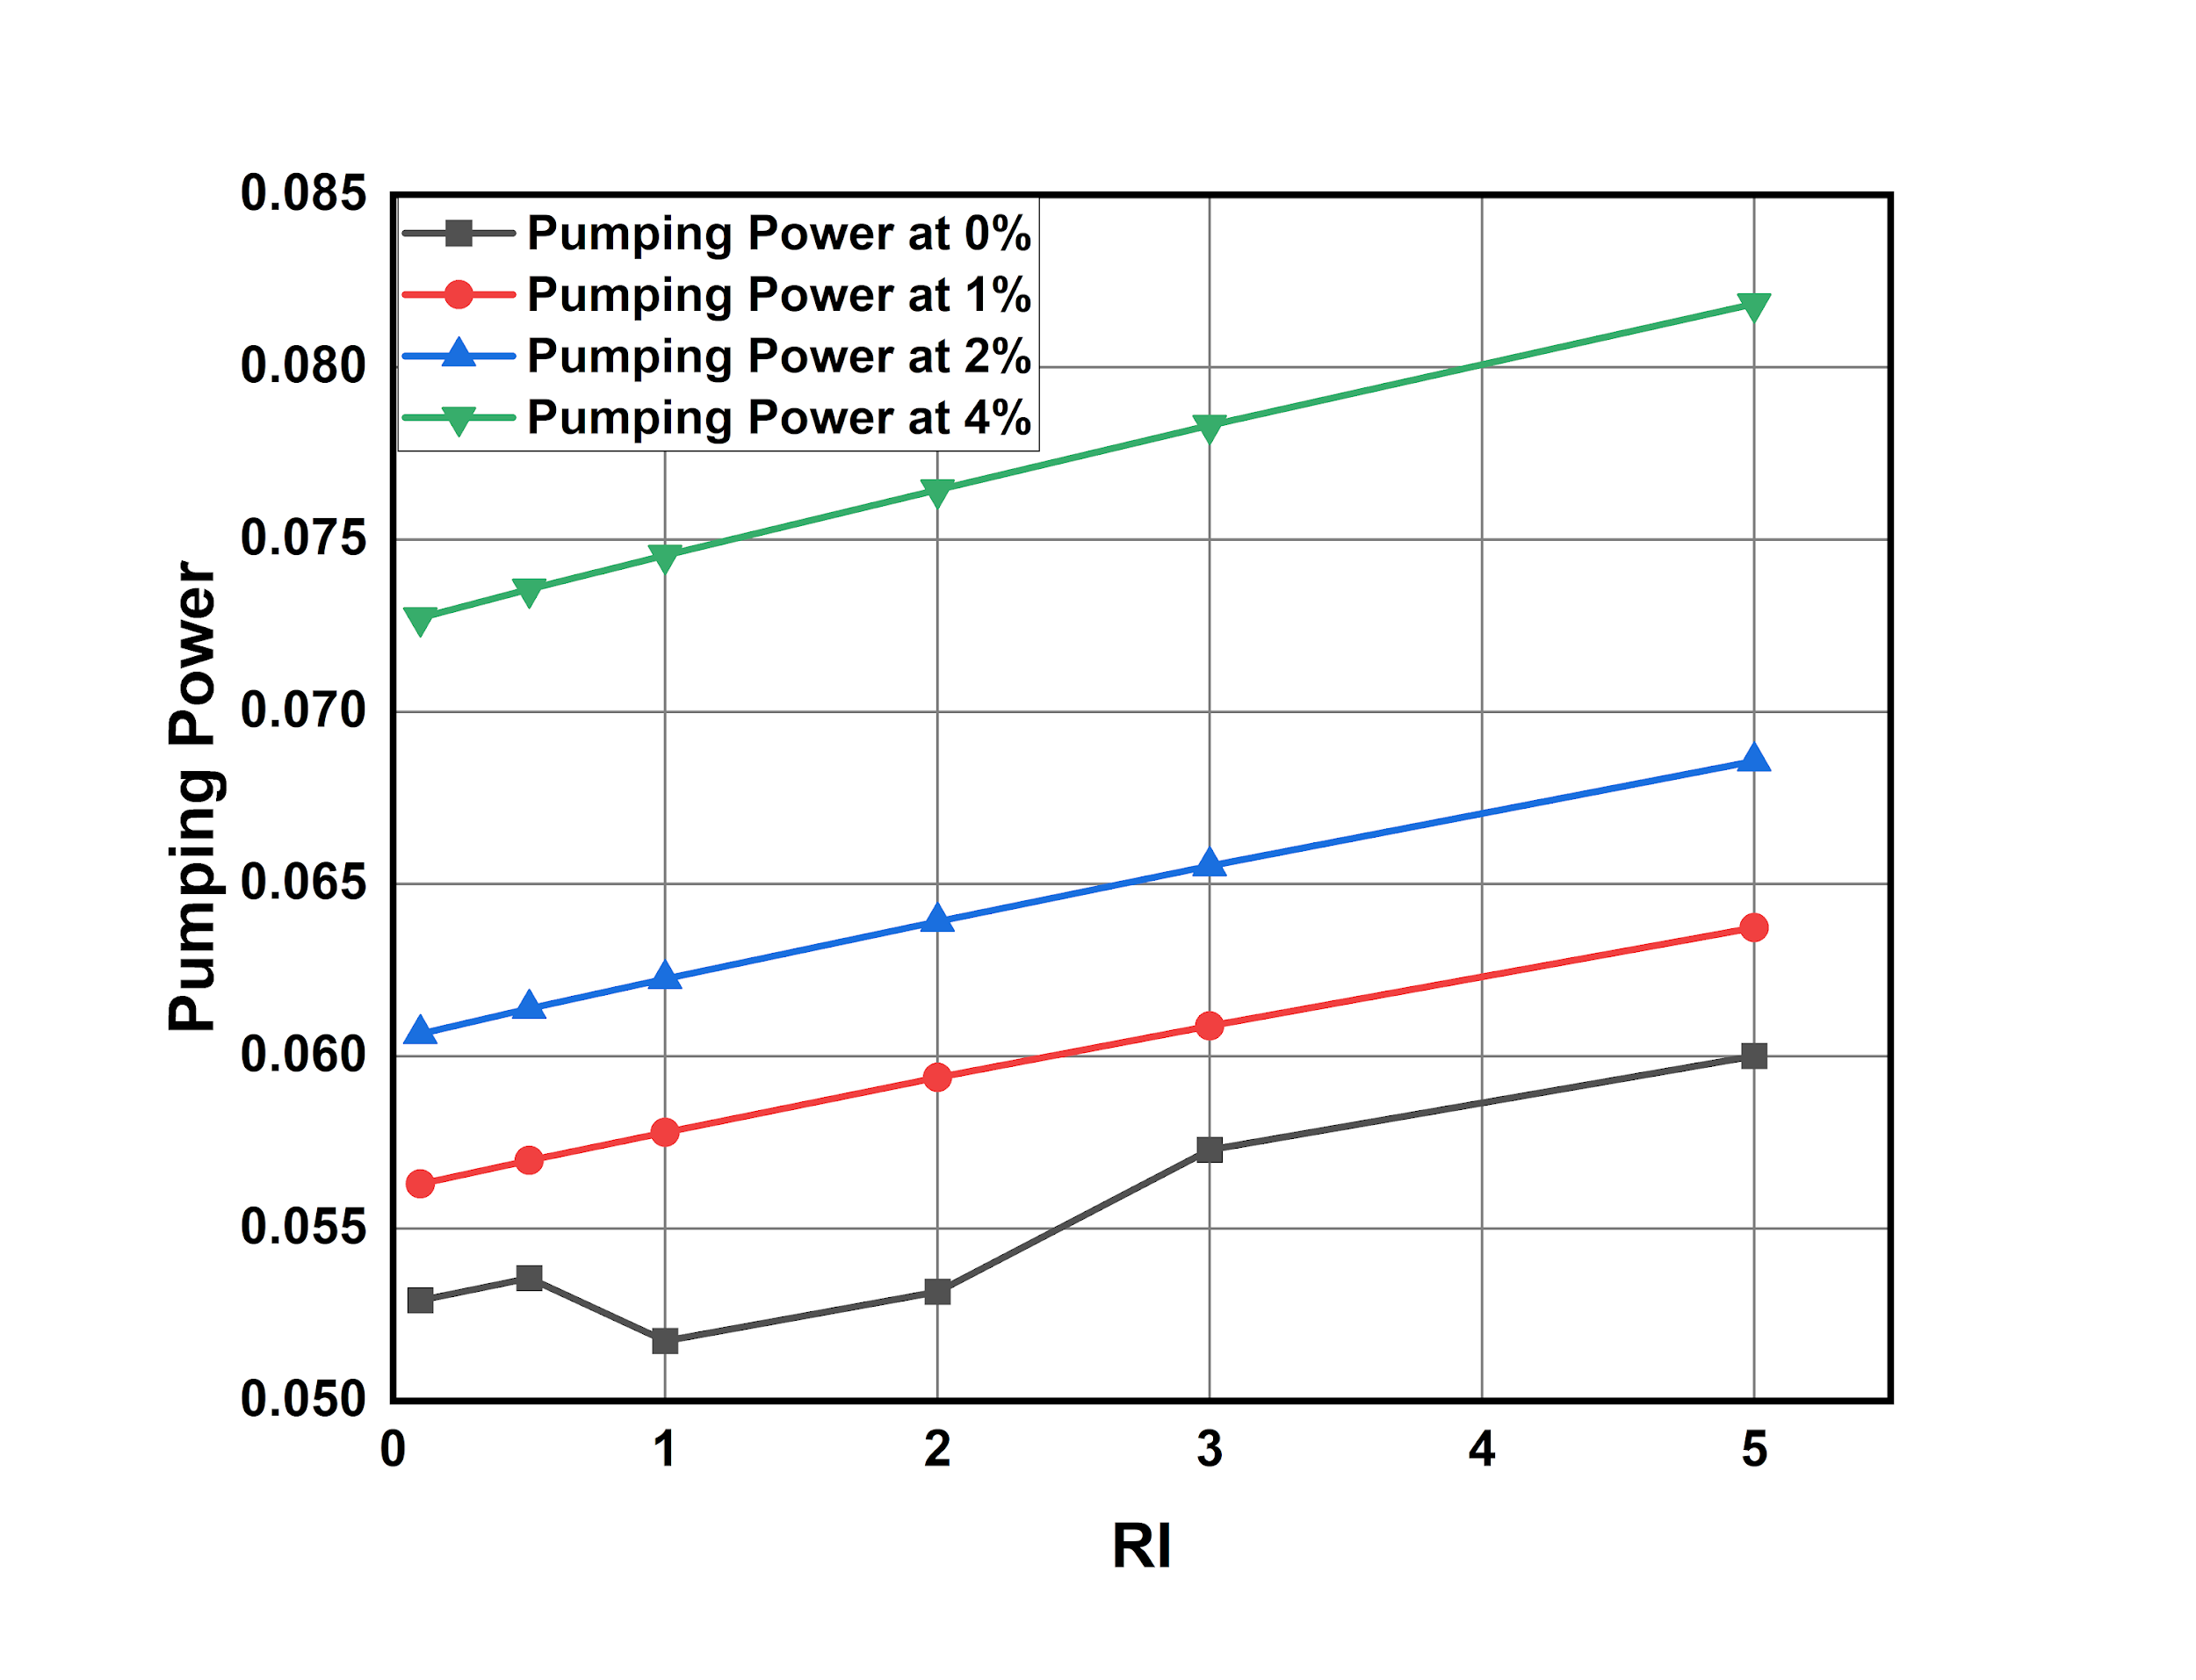 0.085
0.080
0.075
0.070
0.065
0.060
0.055
0.050
Pumping Power
Pumping Power at 0%
Pumping Power at 1%
Pumping Power at 2%
Pumping Power at 4%
0 1 2 3 4 5
RI